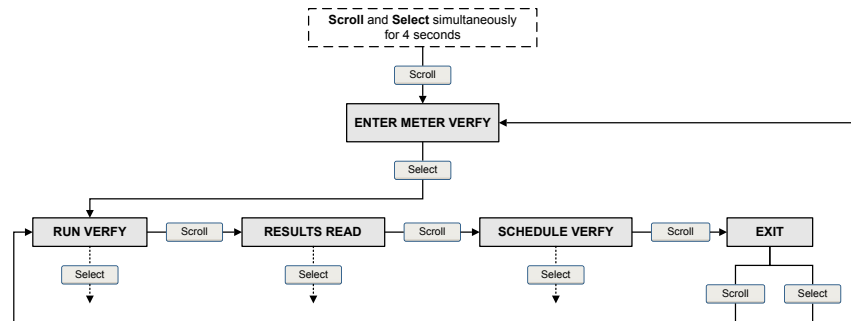 Scroll and Select simultaneously
for 4 seconds
Scroll
ENTER METER VERFY
Select
RUN VERFY
Scroll
RESULTS READ
Scroll
SCHEDULE VERFY
Scroll
EXIT
Select
Select
Select
Scroll
Select